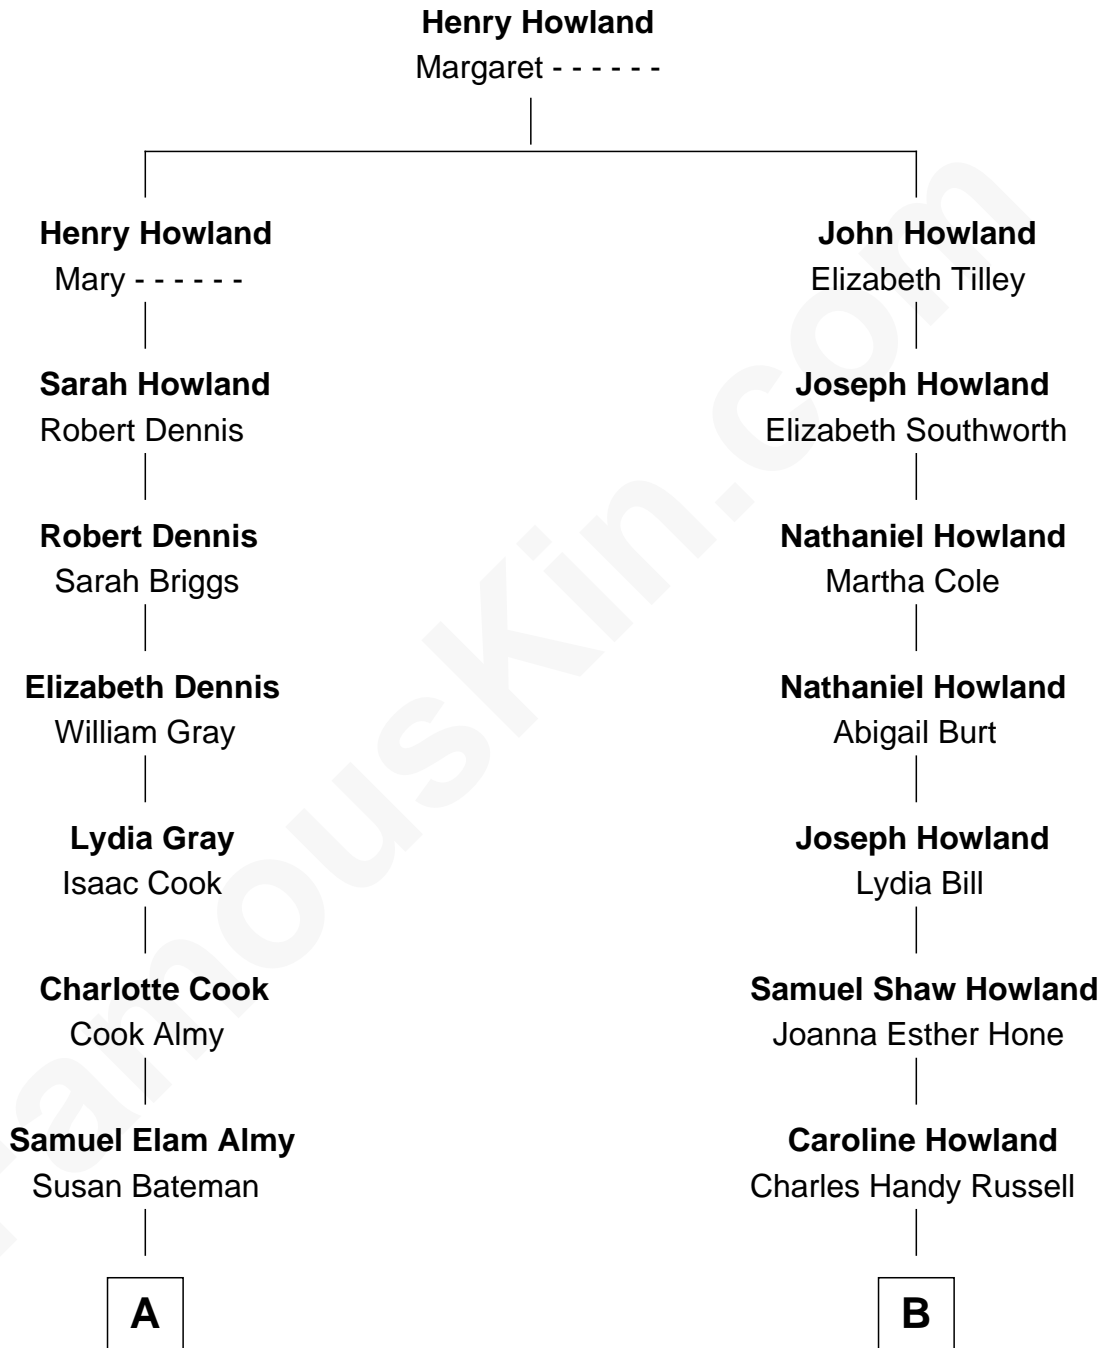 Henry Howland
Margaret - - - - - -
Henry Howland
Mary - - - - - -
Sarah Howland
Robert Dennis
Robert Dennis
Sarah Briggs
Elizabeth Dennis
William Gray
Lydia Gray
Isaac Cook
Charlotte Cook
Cook Almy
Samuel Elam Almy
Susan Bateman
A
John Howland
Elizabeth Tilley
Joseph Howland
Elizabeth Southworth
Nathaniel Howland
Martha Cole
Nathaniel Howland
Abigail Burt
Joseph Howland
Lydia Bill
Samuel Shaw Howland
Joanna Esther Hone
Caroline Howland
Charles Handy Russell
B
FamousKin.com